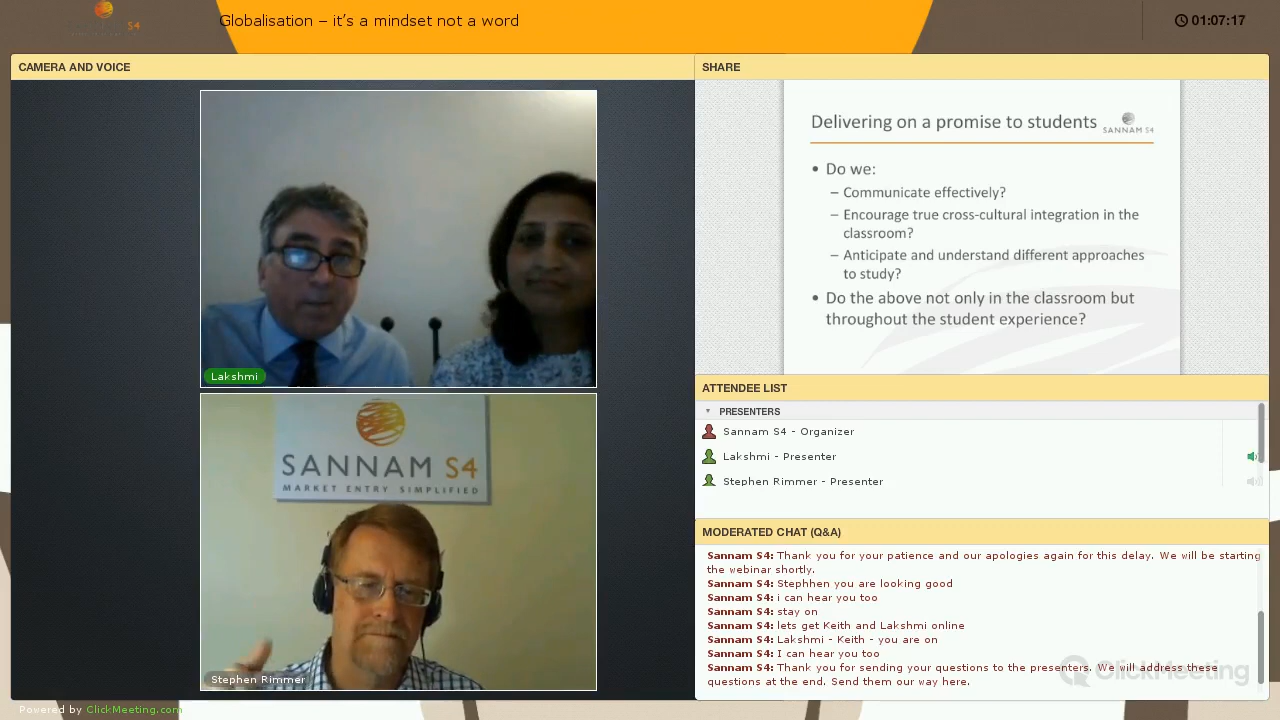 S4
Globalisation – it's a mindset not a word
01:07:17
CAMERA AND VOICE
Lakshmi
SANNAM S4
MARKET ENTRY SIMPLIFIED
Stephen Rimmer
SHARE
Delivering on a promise to students
SANNAM S4
• Do we:
– Communicate effectively?
– Encourage true cross-cultural integration in the
classroom?
– Anticipate and understand different approaches
to study?
• Do the above not only in the classroom but
throughout the student experience?
ATTENDEE LIST
PRESENTERS
Sannam S4 - Organizer
Lakshmi - Presenter
Stephen Rimmer - Presenter
MODERATED CHAT (Q&A)
Sannam S4: Thank you for your patience and our apologies again for this delay. We will be starting
the webinar shortly.
Sannam S4: Stephhen you are looking good
Sannam S4: i can hear you too
Sannam S4: stay on
Sannam S4: lets get Keith and Lakshmi online
Sannam S4: Lakshmi - Keith - you are on
Sannam S4: I can hear you too
Sannam S4: Thank you for sending your questions to the presenters. We will address these
questions at the end. Send them our way here.
ClickMeeting
Powered by ClickMeeting.com